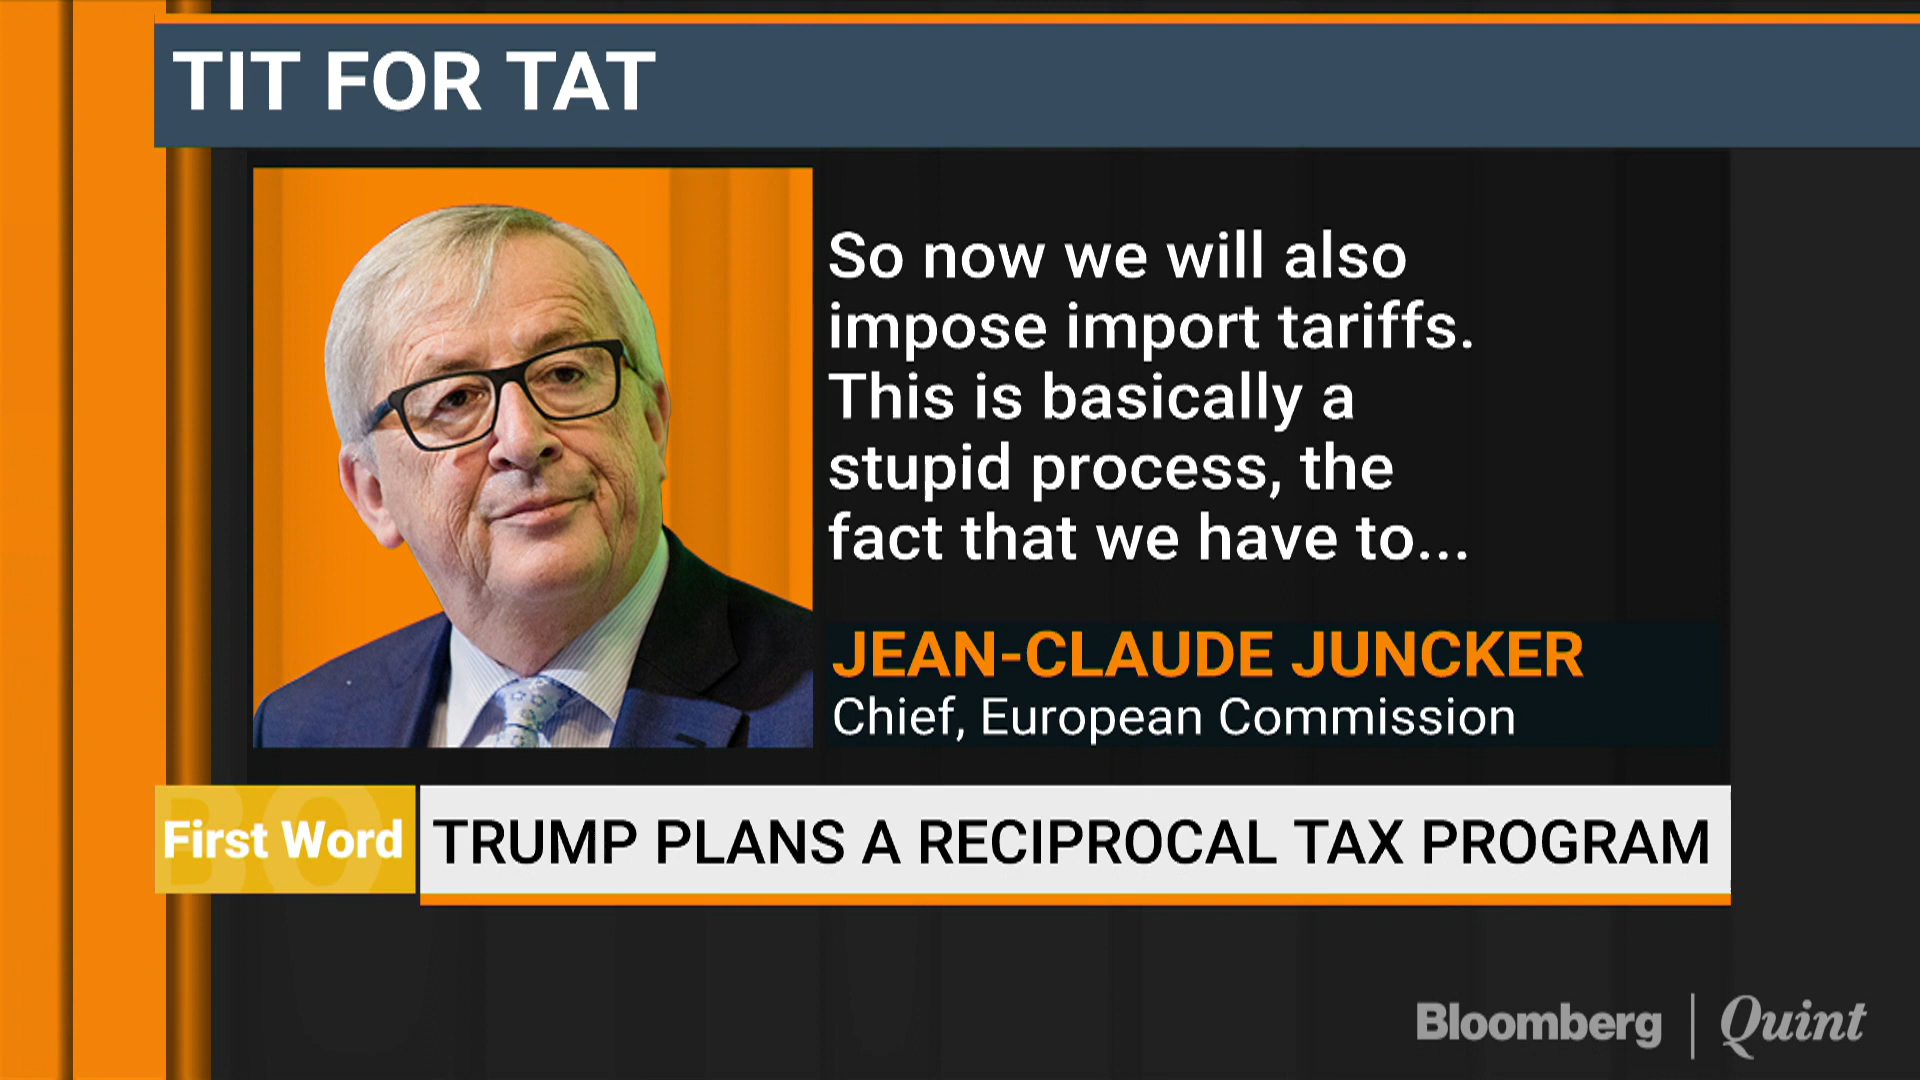 TIT FOR TAT
So now we will also
impose import tariffs.
This is basically a
stupid process, the
fact that we have to...
JEAN-CLAUDE JUNCKER
Chief, European Commission
First Word
TRUMP PLANS A RECIPROCAL TAX PROGRAM
Bloomberg | Quint